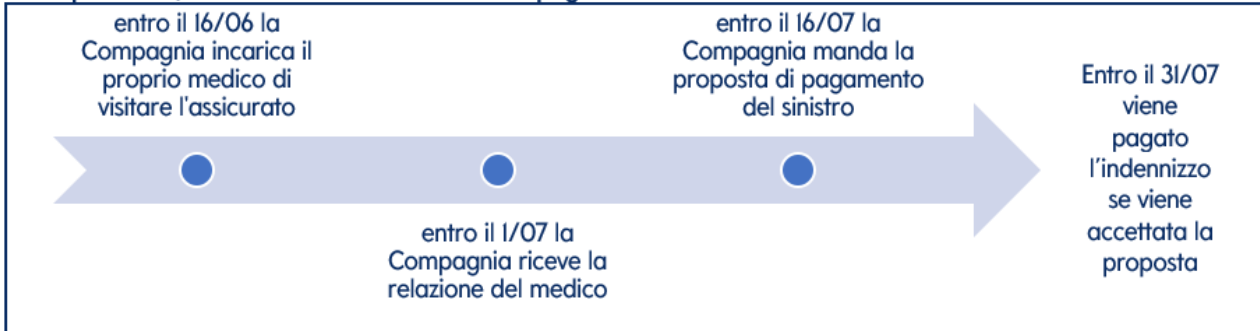 entro il 16/06 la
Compagnia incarica il
proprio medico di
visitare l'assicurato
entro il 1/07 la
Compagnia riceve la
relazione del medico
entro il 16/07 la
Compagnia manda la
proposta di pagamento
del sinistro
Entro il 31/07
viene
pagato
l’indennizzo
se viene
accettata la
proposta